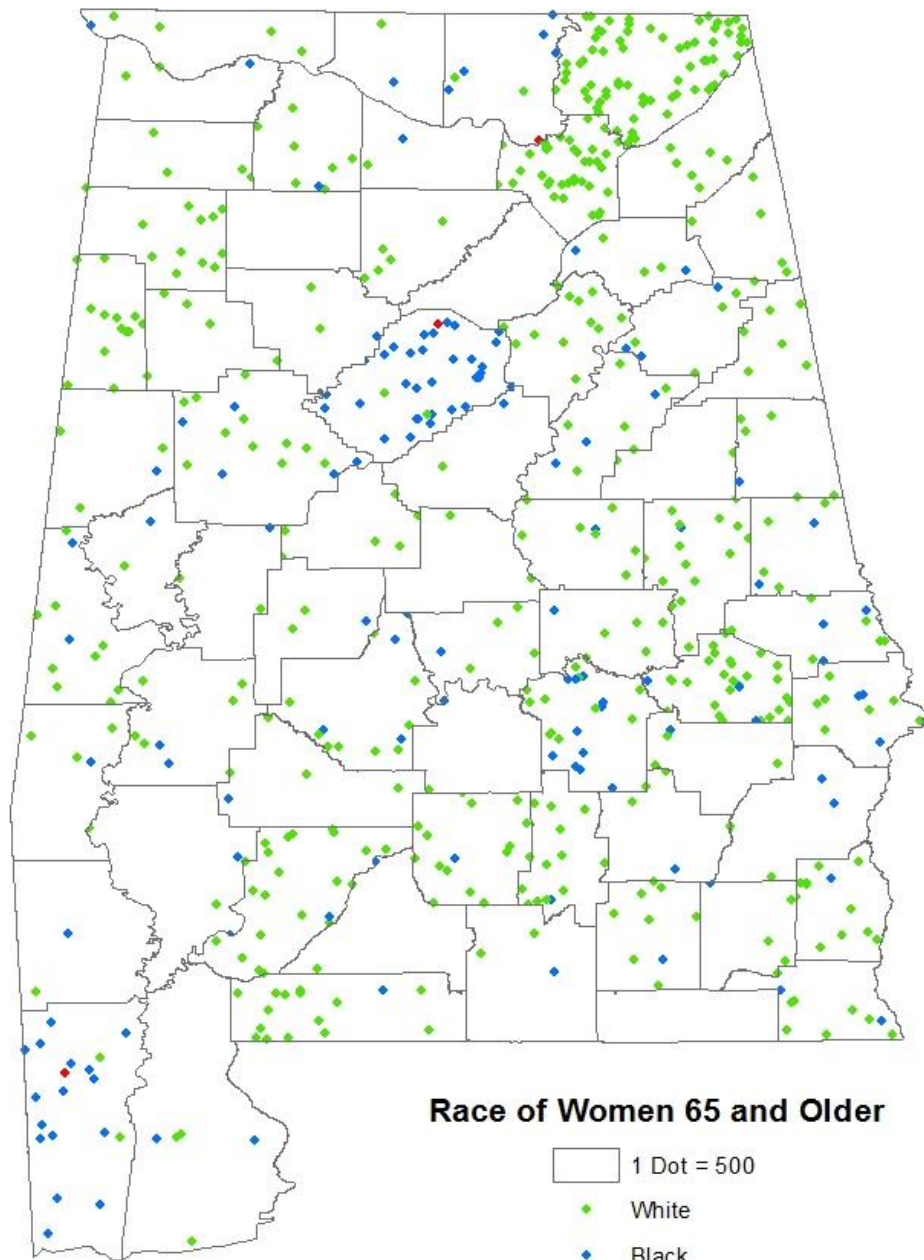 Race of Women 65 and Older
1 Dot = 500
White
Black